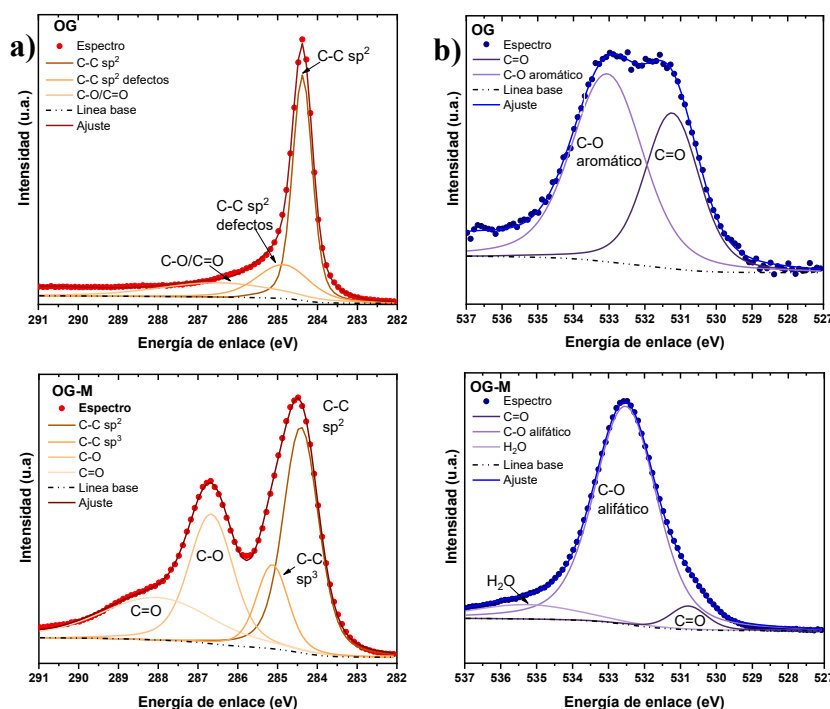 a)
OG
Espectro
C-C sp²
C-C sp² defectos
C-O/C=O
Linea base
Ajuste
C-C sp²
C-C sp²
defectos
C-O/C=O
Intensidad (u.a.)
291 290 289 288 287 286 285 284 283 282
Energía de enlace (eV)
b)
OG
Espectro
C=O
C-O aromático
Linea base
Ajuste
C-O
aromático
C=O
Intensidad (u.a.)
537 536 535 534 533 532 531 530 529 528 527
Energía de enlace (eV)
OG-M
Espectro
C-C sp²
C-C sp³
C-O
C=O
Linea base
Ajuste
C-C
sp²
C-O
C-C
sp³
C=O
Intensidad (u.a)
291 290 289 288 287 286 285 284 283 282
Energía de enlace (eV)
OG-M
Espectro
C=O
C-O alifático
H₂O
Linea base
Ajuste
C-O
alifático
H₂O
C=O
Intensidad (u.a.)
537 536 535 534 533 532 531 530 529 528 527
Energía de enlace (eV)